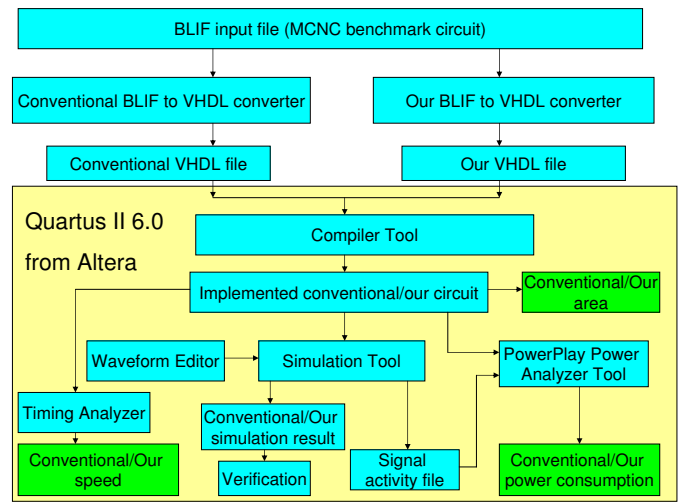 BLIF input file (MCNC benchmark circuit)
Conventional BLIF to VHDL converter
Our BLIF to VHDL converter
Conventional VHDL file
Our VHDL file
Quartus II 6.0
from Altera
Compiler Tool
Implemented conventional/our circuit
Conventional/Our
area
Waveform Editor
Simulation Tool
PowerPlay Power
Analyzer Tool
Timing Analyzer
Conventional/Our
simulation result
Conventional/Our
speed
Verification
Signal
activity file
Conventional/Our
power consumption